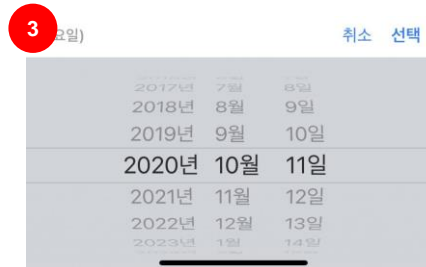 3
요일)
취소 선택
2017년 7월 8일
2018년 8월 9일
2019년 9월 10일
2020년 10월 11일
2021년 11월 12일
2022년 12월 13일
2023년 1월 14일